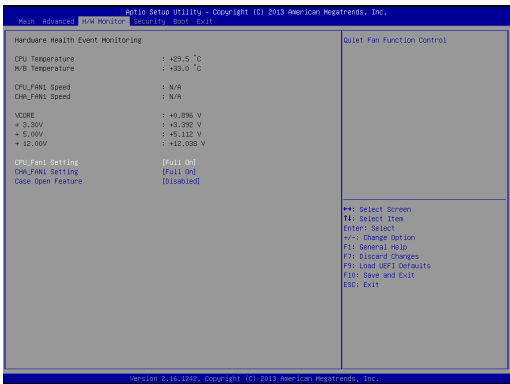 Aptio Setup Utility - Copyright (C) 2013 American Megatrends, Inc.
Main Advanced H/W Monitor Security Boot Exit
Hardware Health Event Monitoring
CPU Temperature : +29.5 °C
M/B Temperature : +33.0 °C
CPU_FAN1 Speed : N/A
CHA_FAN1 Speed : N/A
VCORE : +0.896 V
+ 3.30V : +3.392 V
+ 5.00V : +5.112 V
+ 12.00V : +12.038 V
CPU_Fan1 Setting [Full On]
CHA_FAN1 Setting [Full On]
Case Open Feature [Disabled]
Quiet Fan Function Control
→←: Select Screen
↑↓: Select Item
Enter: Select
+/-: Change Option
F1: General Help
F7: Discard Changes
F9: Load UEFI Defaults
F10: Save and Exit
ESC: Exit
Version 2.16.1242. Copyright (C) 2013 American Megatrends, Inc.